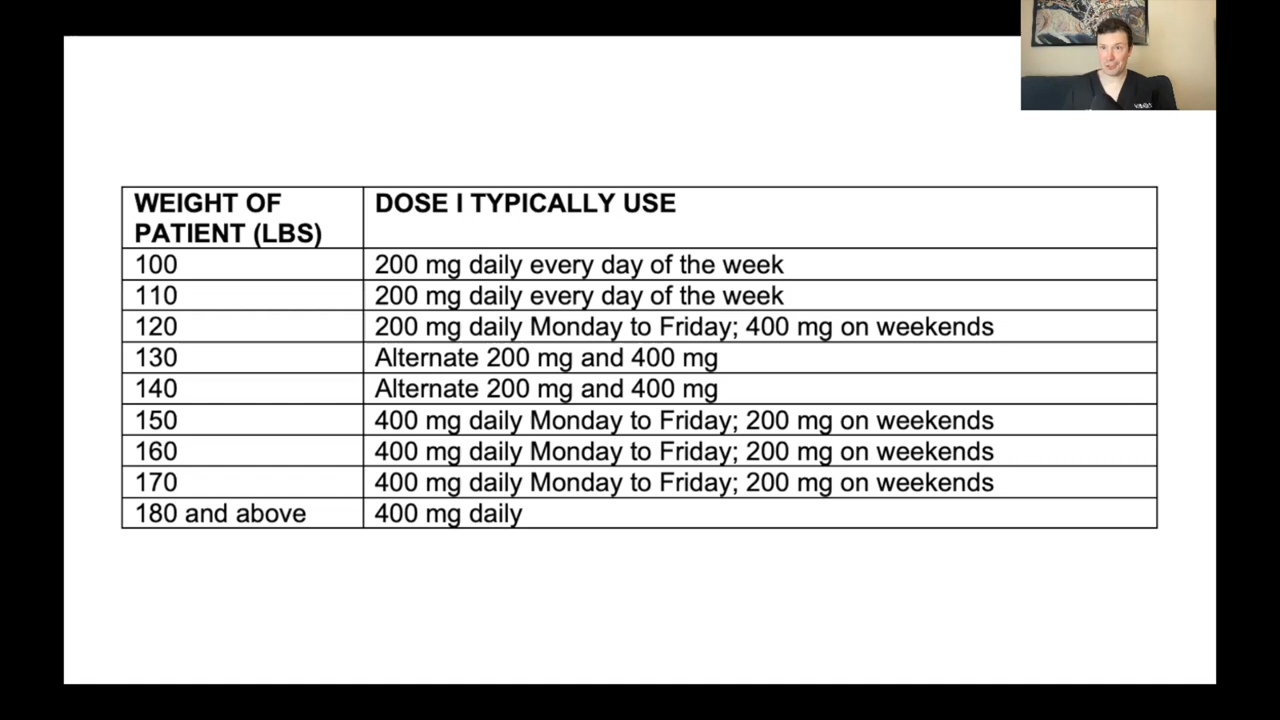 WEIGHT OF PATIENT (LBS) DOSE I TYPICALLY USE
100 200 mg daily every day of the week
110 200 mg daily every day of the week
120 200 mg daily Monday to Friday; 400 mg on weekends
130 Alternate 200 mg and 400 mg
140 Alternate 200 mg and 400 mg
150 400 mg daily Monday to Friday; 200 mg on weekends
160 400 mg daily Monday to Friday; 200 mg on weekends
170 400 mg daily Monday to Friday; 200 mg on weekends
180 and above 400 mg daily